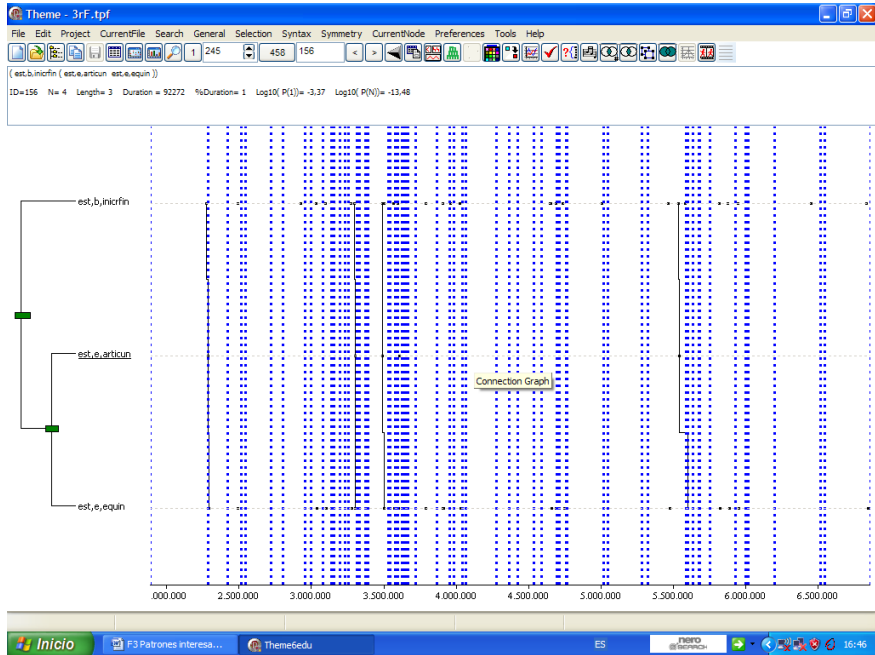 Theme - 3rF.tpf
File Edit Project CurrentFile Search General Selection Syntax Symmetry CurrentNode Preferences Tools Help
1 245 458 156 < >
( est,b,inicrfin ( est,e,articun est,e,equin ))
ID=156 N= 4 Length= 3 Duration = 92272 %Duration= 1 Log10( P(1))= -3,37 Log10( P(N))= -13,48
est,b,inicrfin
est,e,articun
Connection Graph
est,e,equin
.000.000 2.500.000 3.000.000 3.500.000 4.000.000 4.500.000 5.000.000 5.500.000 6.000.000 6.500.000
Inicio F3 Patrones interesa... Theme6edu ES nero SEARCH 16:46